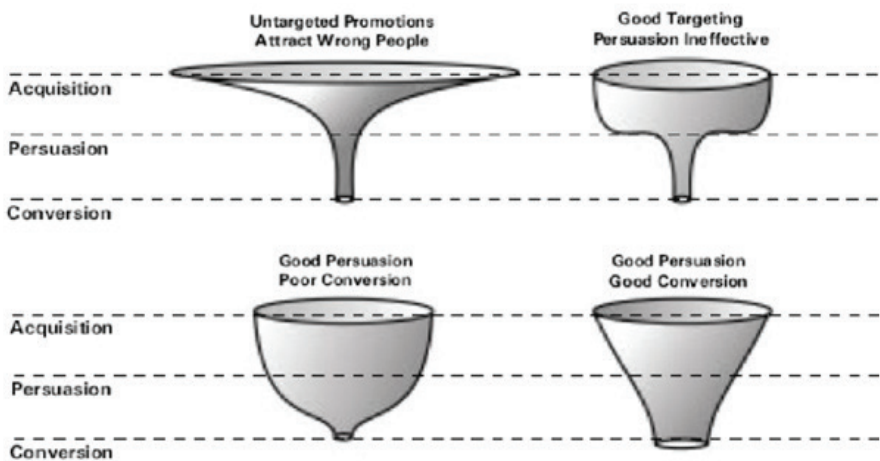 Untargeted Promotions
Attract Wrong People
Good Targeting
Persuasion Ineffective
Acquisition
Persuasion
Conversion
Good Persuasion
Poor Conversion
Good Persuasion
Good Conversion
Acquisition
Persuasion
Conversion